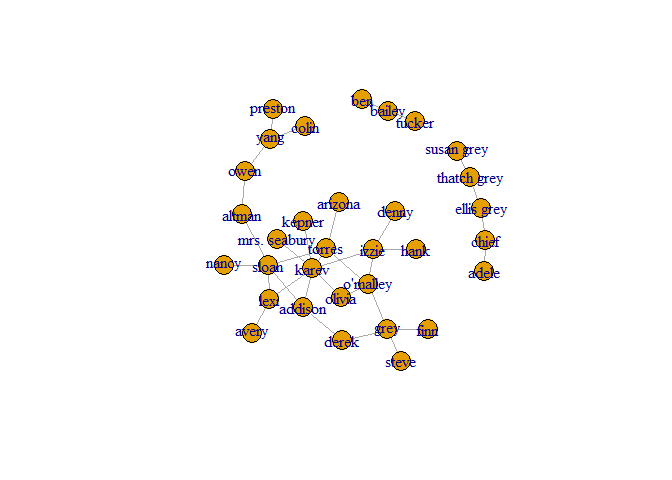 ben
preston
bailey
tucker
colin
yang
susan grey
owen
thatch grey
arizona
ellis grey
altman
kepner
denny
mrs. seabury
chief
torres
izzie
hank
nancy
sloan
karev
adele
o'malley
lexi
olivia
addison
avery
grey
finn
derek
steve